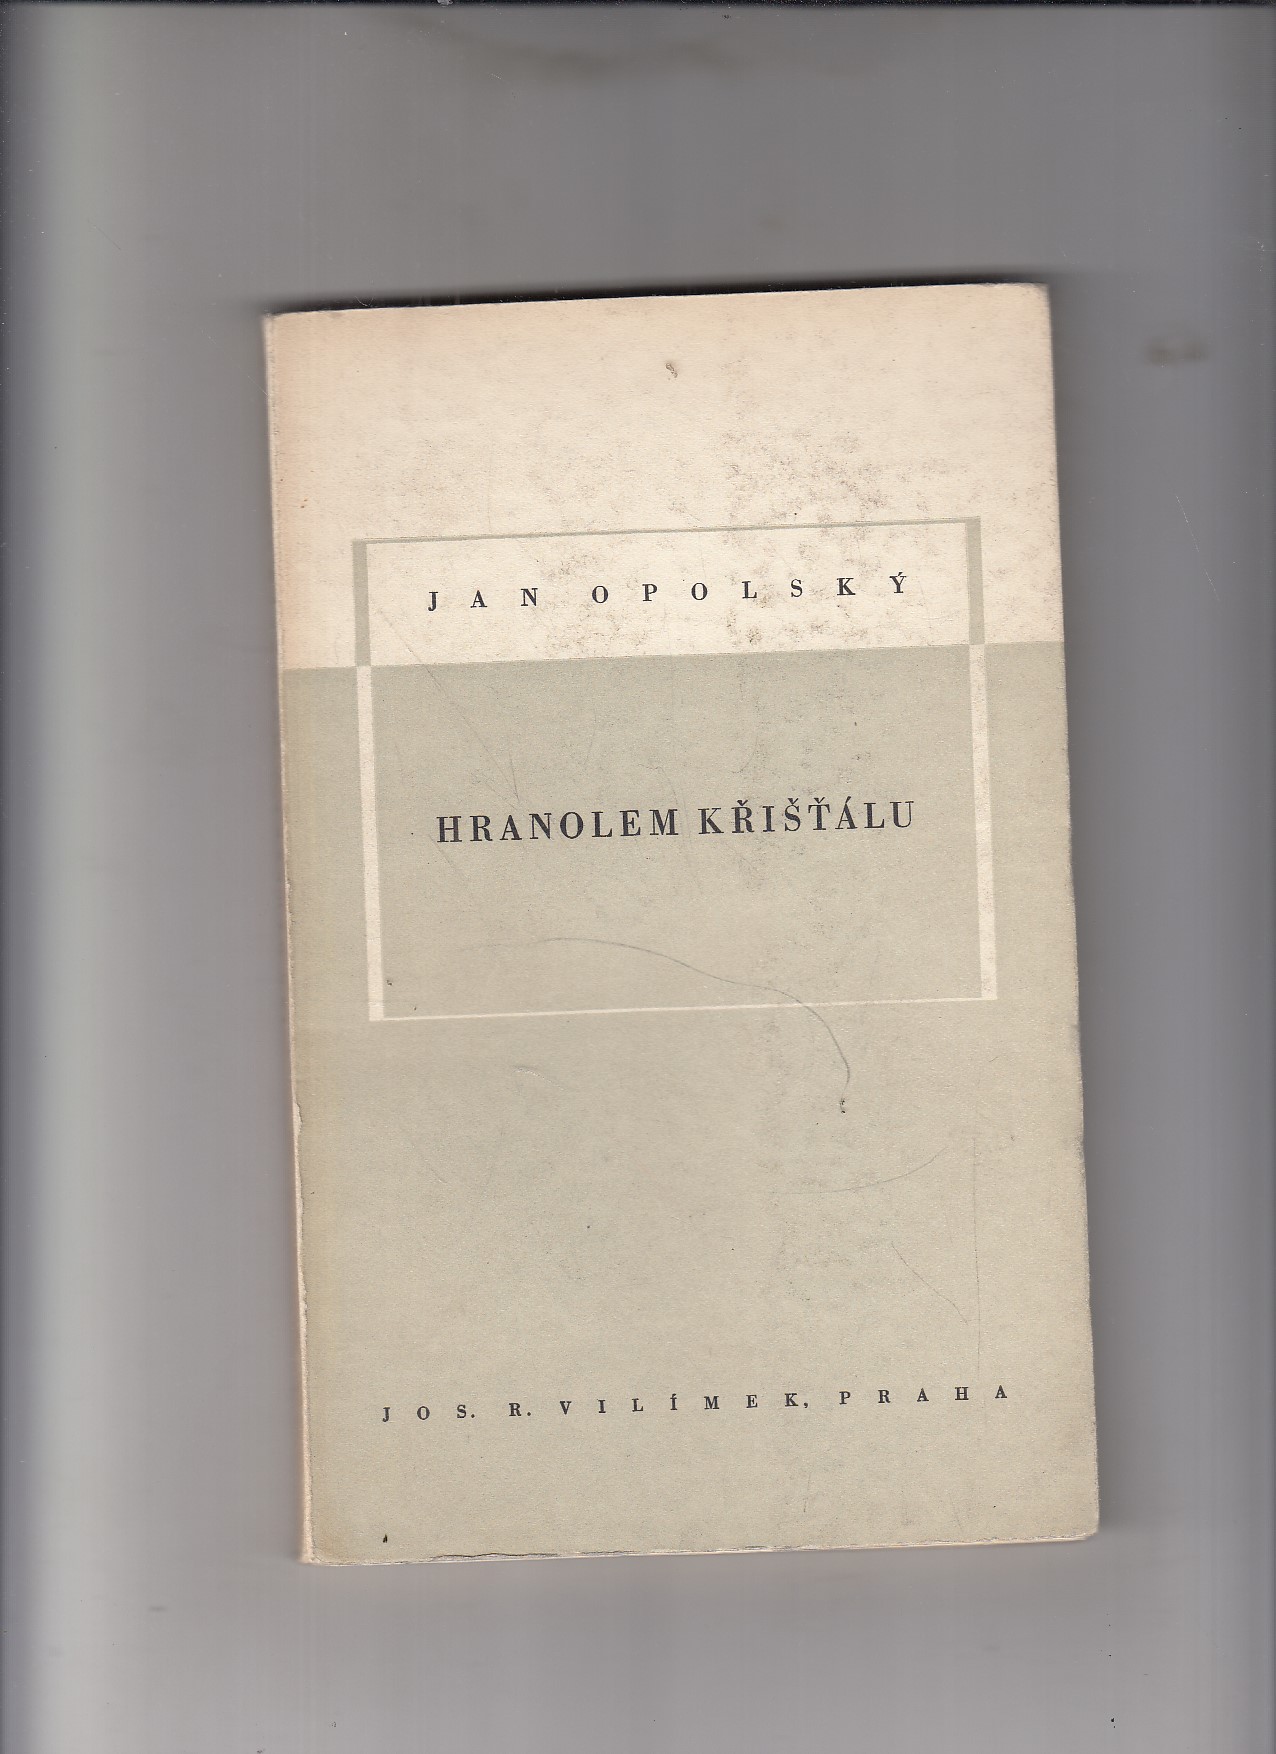 JAN OPOLSKÝ
HRANOLEM KŘIŠŤÁLU
JOS. R. VILÍMEK, PRAHA